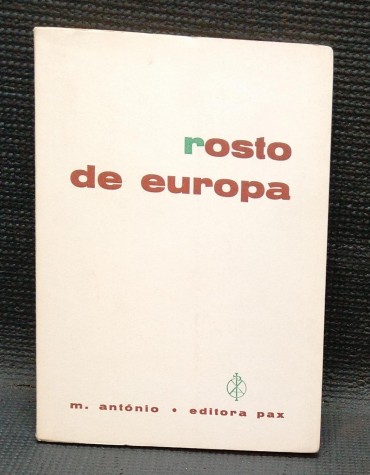 rosto
de europa
m. antónio • editora pax